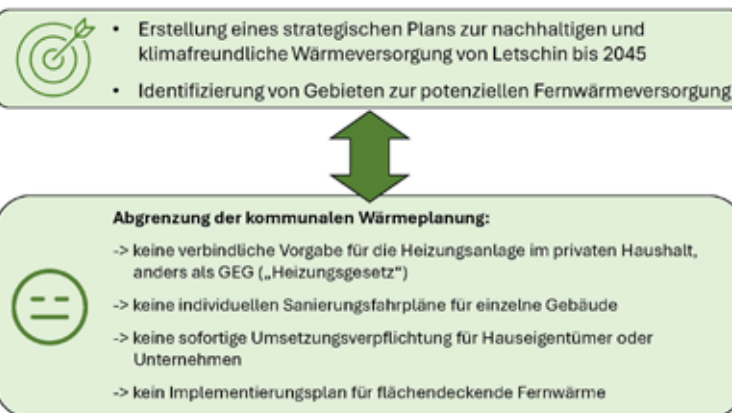 • Erstellung eines strategischen Plans zur nachhaltigen und
klimafreundliche Wärmeversorgung von Letschin bis 2045
• Identifizierung von Gebieten zur potenziellen Fernwärmeversorgung
Abgrenzung der kommunalen Wärmeplanung:
-> keine verbindliche Vorgabe für die Heizungsanlage im privaten Haushalt,
anders als GEG („Heizungsgesetz“)
-> keine individuellen Sanierungsfahrpläne für einzelne Gebäude
-> keine sofortige Umsetzungsverpflichtung für Hauseigentümer oder
Unternehmen
-> kein Implementierungsplan für flächendeckende Fernwärme